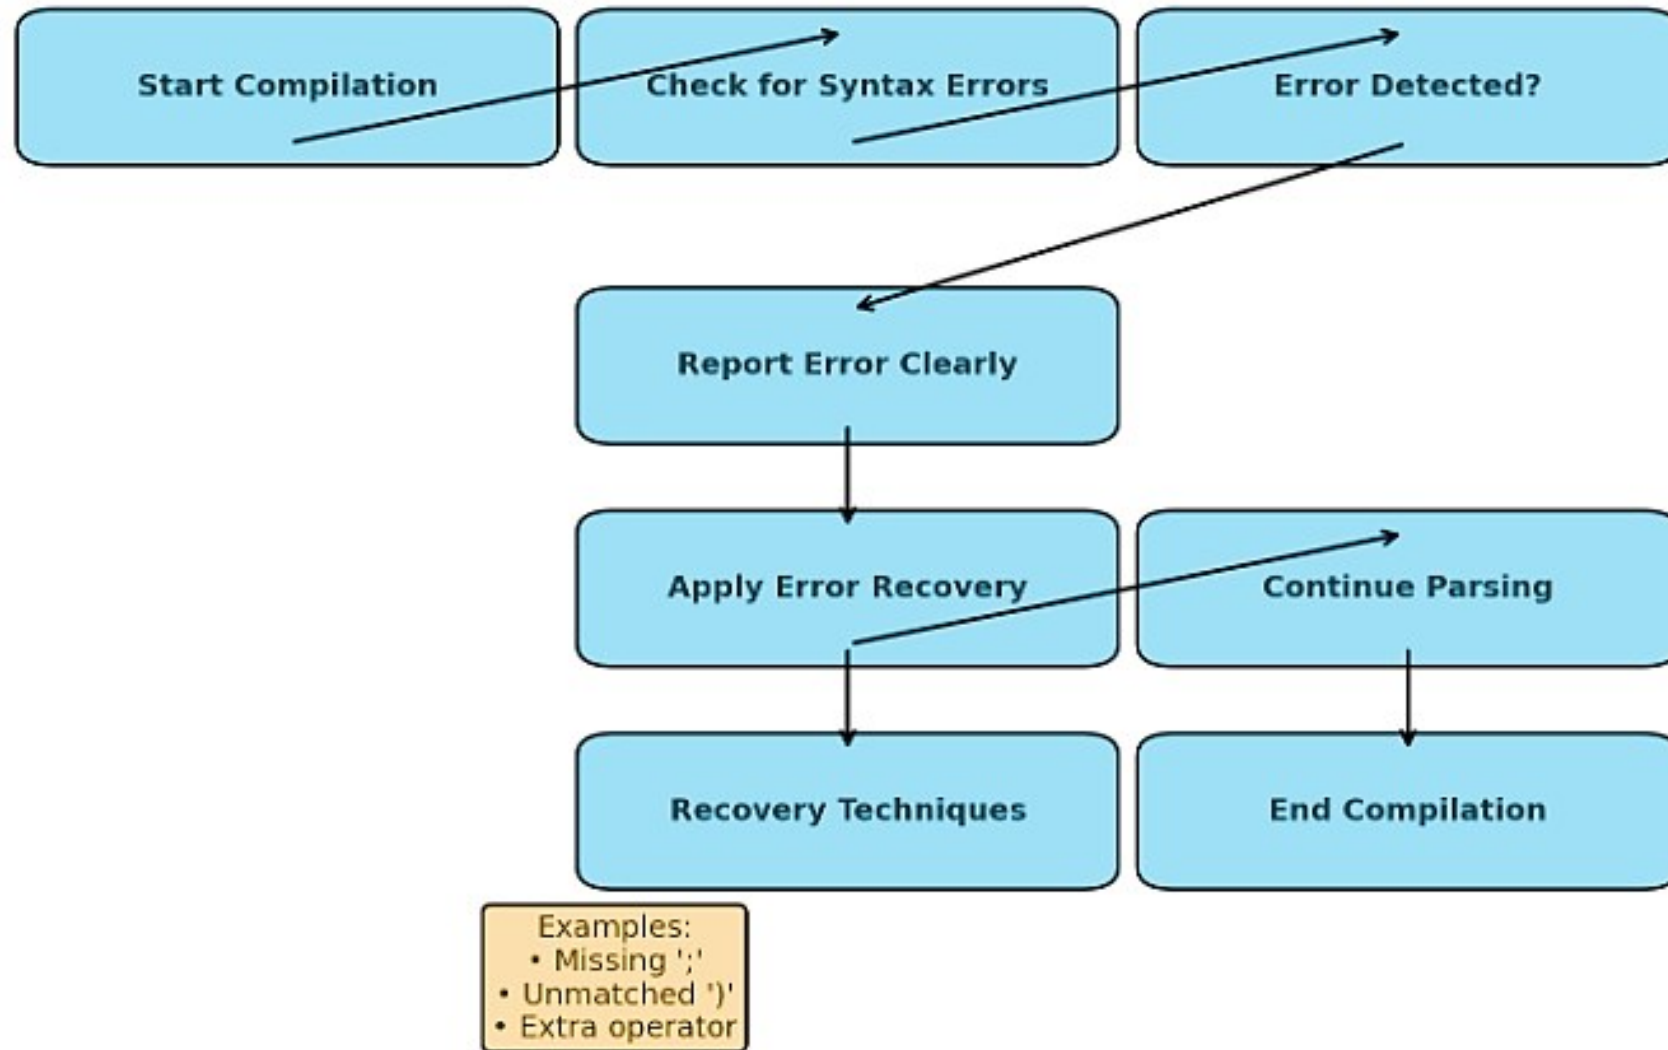 Start Compilation
Check for Syntax Errors
Error Detected?
Report Error Clearly
Apply Error Recovery
Continue Parsing
Recovery Techniques
End Compilation
Examples:
• Missing ';'
• Unmatched ')'
• Extra operator